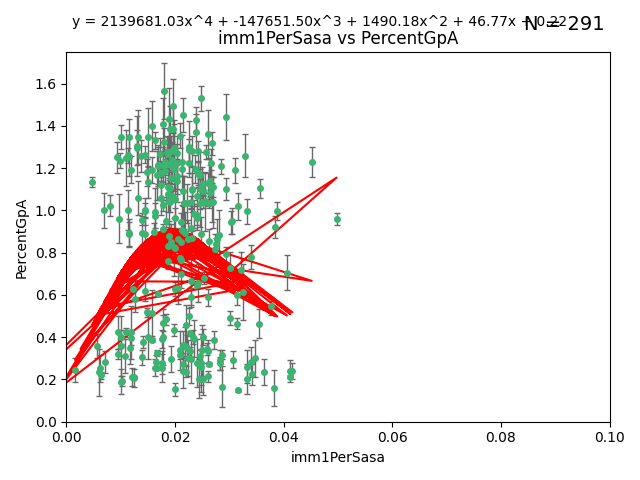 y = 2139681.03x^4 + -147651.50x^3 + 1490.18x^2 + 46.77x + 0.22
N = 291
imm1PerSasa vs PercentGpA
1.6
1.4
1.2
1.0
0.8
0.6
0.4
0.2
0.0
PercentGpA
0.00 0.02 0.04 0.06 0.08 0.10
imm1PerSasa